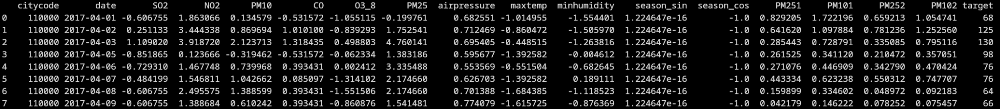 citycode date SO2 NO2 PM10 CO O3_8 PM25 airpressure maxtemp minhumidity season_sin season_cos PM251 PM101 PM252 PM102 target
0 110000 2017-04-01 -0.606755 1.863066 0.134579 -0.531572 -1.055115 -0.199761 0.682551 -1.014955 -1.554401 1.224647e-16 -1.0 0.829205 1.722196 0.659213 1.054741 68
1 110000 2017-04-02 0.251133 3.444338 0.869694 1.010100 -0.839293 1.752541 0.712469 -0.860472 -1.505970 1.224647e-16 -1.0 0.641620 1.097884 0.781236 1.252560 125
2 110000 2017-04-03 1.109020 3.918720 2.123713 1.318435 0.498803 4.760141 0.695405 -0.448515 -1.263816 1.224647e-16 -1.0 0.285443 0.728791 0.335085 0.795116 130
3 110000 2017-04-05 -0.851865 0.123666 -0.319462 -0.531572 -0.062334 1.383186 0.595677 -1.392582 -0.004612 1.224647e-16 -1.0 0.261525 0.341120 0.210472 0.357051 98
4 110000 2017-04-06 -0.729310 1.467748 0.739968 0.393431 0.002412 3.335488 0.553569 -0.551504 -0.682645 1.224647e-16 -1.0 0.271076 0.446909 0.342790 0.470424 76
5 110000 2017-04-07 -0.484199 1.546811 1.042662 0.085097 -1.314102 2.174660 0.626703 -1.392582 0.189111 1.224647e-16 -1.0 0.443334 0.623238 0.550312 0.747707 76
6 110000 2017-04-08 -0.606755 2.495575 1.388599 0.393431 -1.551506 2.174660 0.701388 -1.684385 -1.118523 1.224647e-16 -1.0 0.159899 0.334602 0.048972 0.092183 64
7 110000 2017-04-09 -0.606755 1.388684 0.610242 0.393431 -0.860876 1.541481 0.774079 -1.615725 -0.876369 1.224647e-16 -1.0 0.042179 0.146222 0.078252 0.075457 66